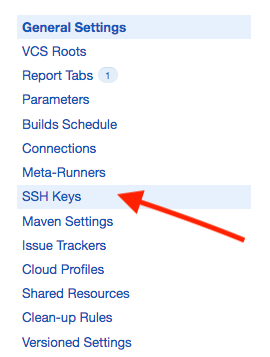 General Settings
VCS Roots
Report Tabs 1
Parameters
Builds Schedule
Connections
Meta-Runners
SSH Keys
Maven Settings
Issue Trackers
Cloud Profiles
Shared Resources
Clean-up Rules
Versioned Settings